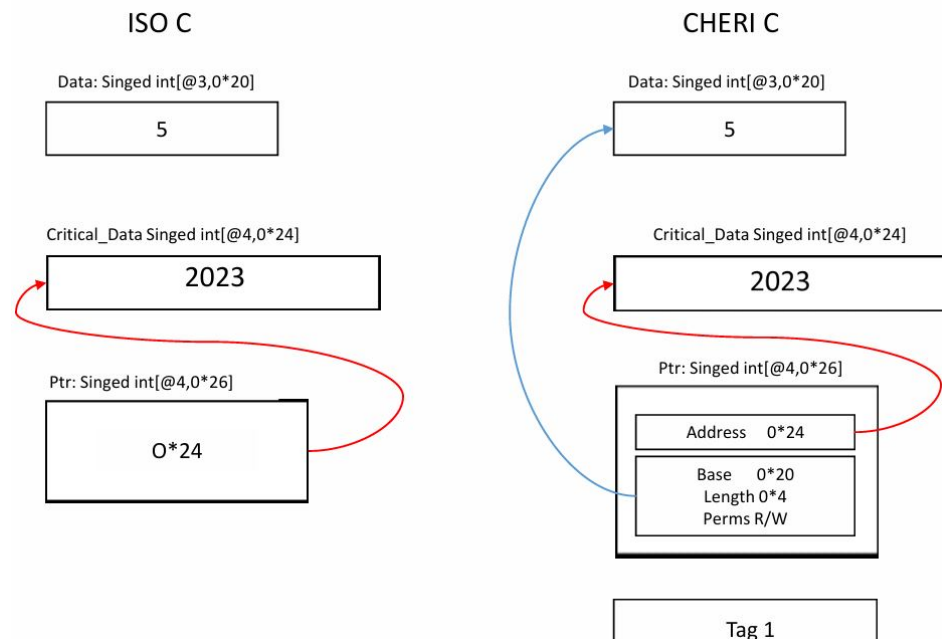 ISO C
Data: Singed int[@3,0*20]
5
Critical_Data Singed int[@4,0*24]
2023
Ptr: Singed int[@4,0*26]
O*24
CHERI C
Data: Singed int[@3,0*20]
5
Critical_Data Singed int[@4,0*24]
2023
Ptr: Singed int[@4,0*26]
Address 0*24
Base 0*20
Length 0*4
Perms R/W
Tag 1